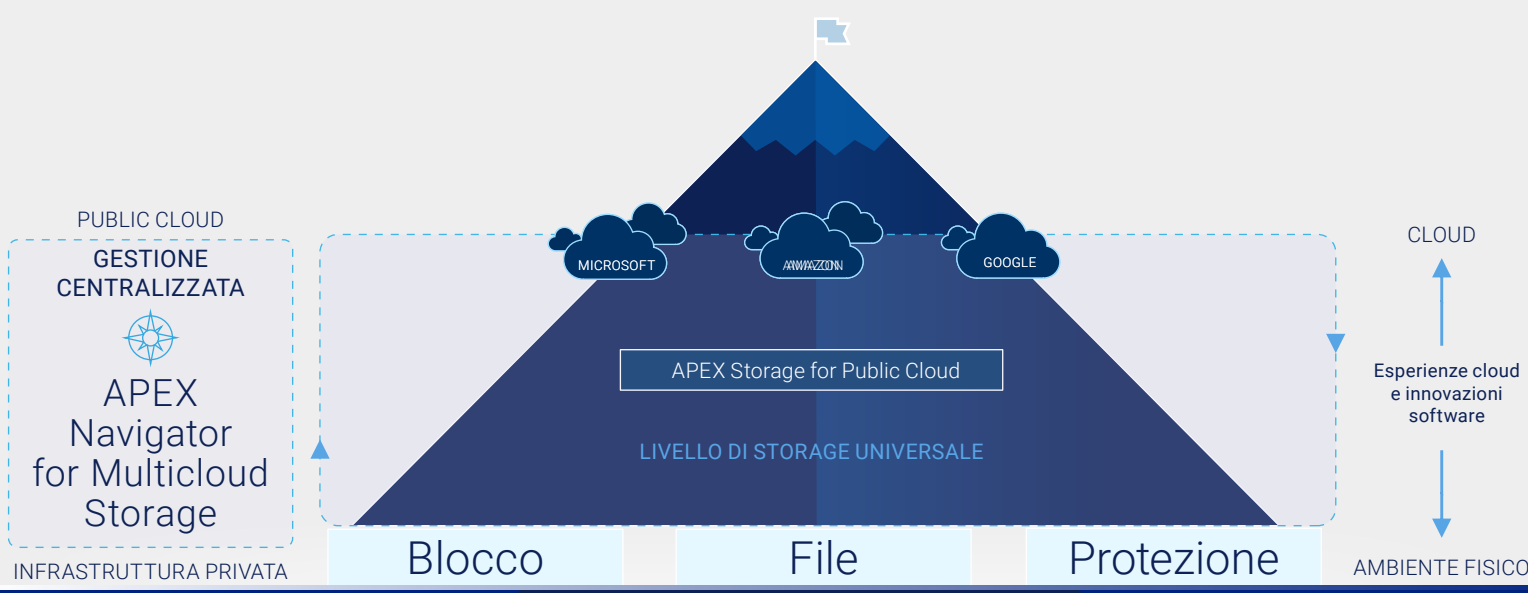 PUBLIC CLOUD
GESTIONE
CENTRALIZZATA
APEX
Navigator
for Multicloud
Storage
INFRASTRUTTURA PRIVATA
MICROSOFT
AMAZON
GOOGLE
APEX Storage for Public Cloud
LIVELLO DI STORAGE UNIVERSALE
Blocco
File
Protezione
CLOUD
Esperienze cloud
e innovazioni
software
AMBIENTE FISICO